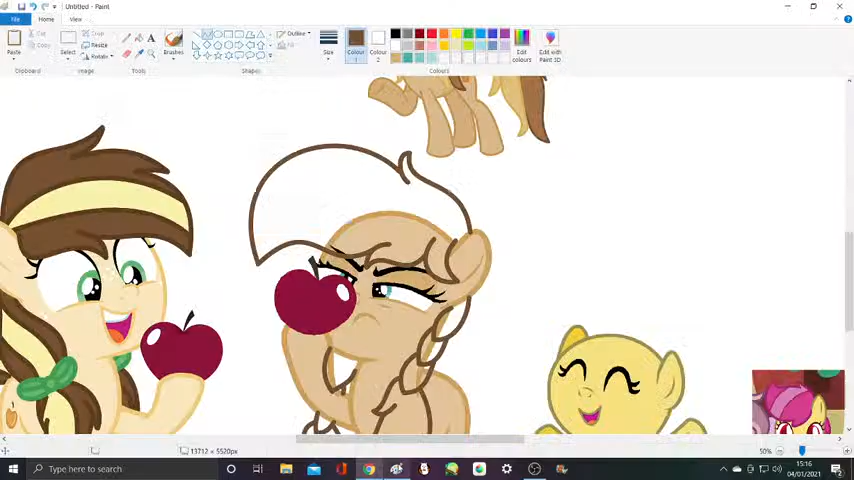 Untitled - Paint
File Home View
Paste Cut Copy
Select Crop Resize Rotate
Brushes
Outline Fill
Size
Colour 1
Colour 2
Edit colours
Edit with Paint 3D
Clipboard Image Tools Shapes Colours
13712 × 5520px 50%
Type here to search
15:16
04/01/2021